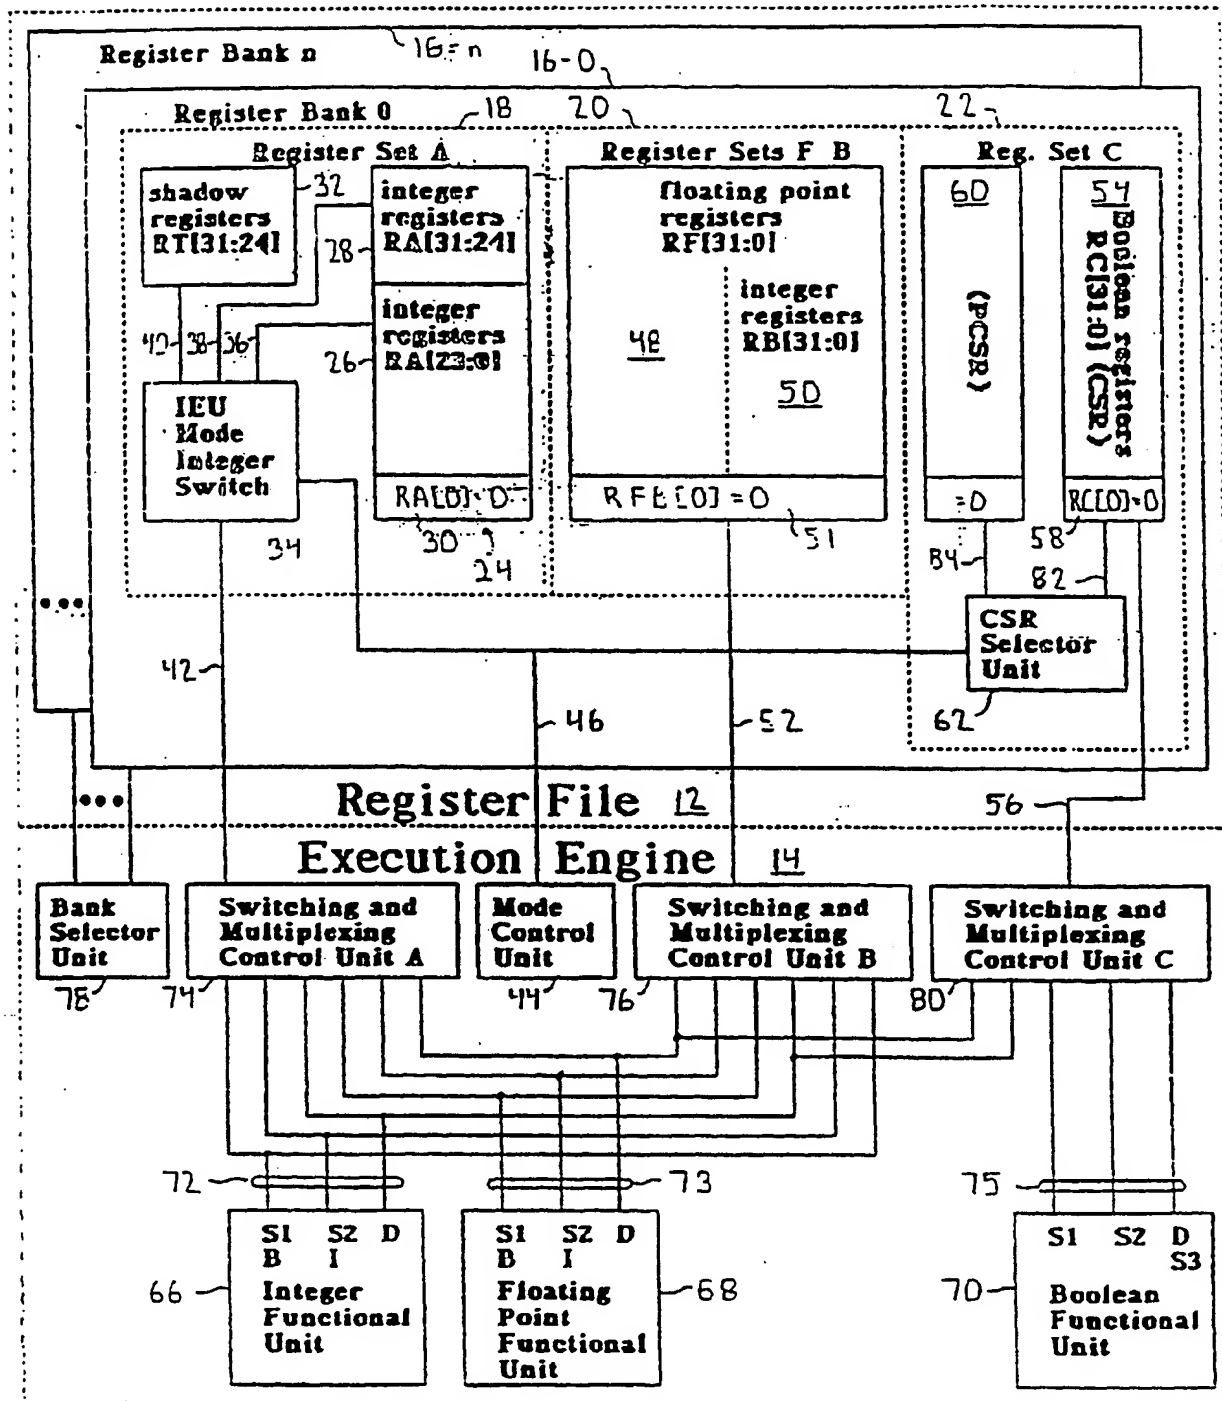 Register Bank n
16-n
16-0
Register Bank 0
18
20
22
Register Set A
Register Sets F B
Reg. Set C
shadow
registers
RT[31:24]
32
28
integer
registers
RA[31:24]
floating point
registers
RF[31:0]
60
(PCSR)
54
Boolean registers
RC[31:0] (CSR)
40
38
36
26
integer
registers
RA[23:0]
48
integer
registers
RB[31:0]
50
IEU
Mode
Integer
Switch
34
RA[0]=0
30
24
51
=0
RC[0]=0
84
58
82
CSR
Selector
Unit
62
42
46
52
56
Register File 12
Execution Engine 14
Bank
Selector
Unit
78
Switching and
Multiplexing
Control Unit A
74
Mode
Control
Unit
44
Switching and
Multiplexing
Control Unit B
76
Switching and
Multiplexing
Control Unit C
80
72
73
75
S1 S2 D
B I
Integer
Functional
Unit
66
S1 S2 D
B I
Floating
Point
Functional
Unit
68
S1 S2 D
S3
Boolean
Functional
Unit
70